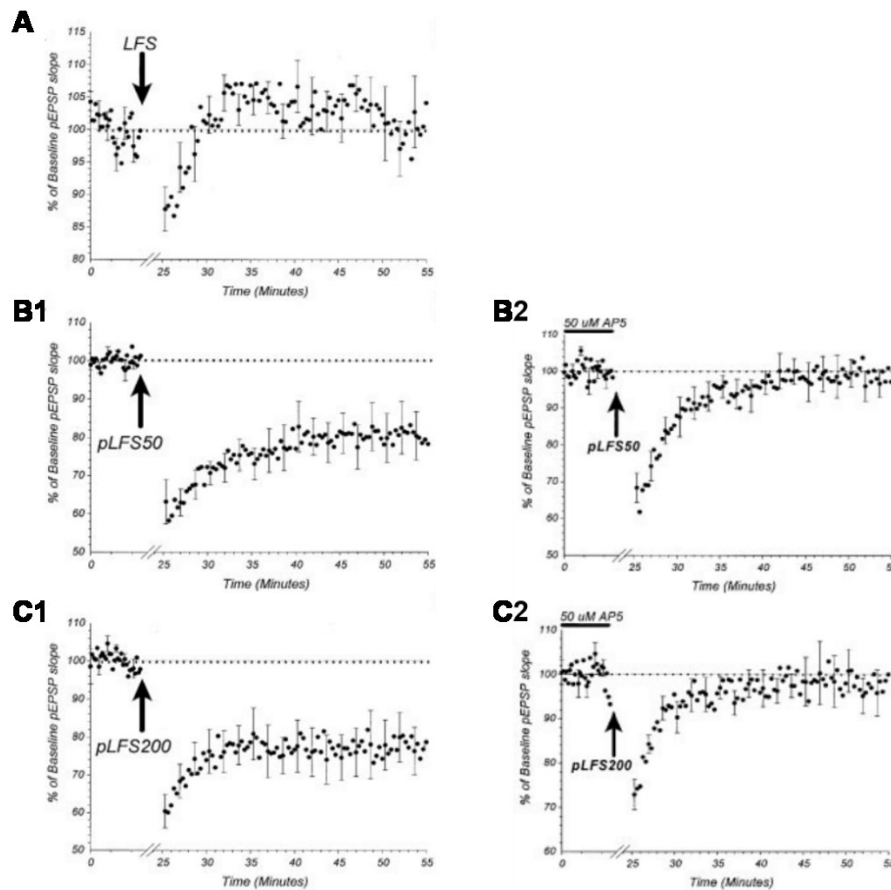 A
LFS
% of Baseline pEPSP slope
115
110
105
100
95
90
85
80
0 25 30 35 40 45 50 55
Time (Minutes)
B1
% of Baseline pEPSP slope
110
100
90
80
70
60
50
pLFS50
0 25 30 35 40 45 50 55
Time (Minutes)
B2
50 uM AP5
% of Baseline pEPSP slope
110
100
90
80
70
60
50
pLFS50
0 25 30 35 40 45 50 55
Time (Minutes)
C1
% of Baseline pEPSP slope
110
100
90
80
70
60
50
pLFS200
0 25 30 35 40 45 50 55
Time (Minutes)
C2
50 uM AP5
% of Baseline pEPSP slope
110
100
90
80
70
60
pLFS200
0 25 30 35 40 45 50 55
Time (Minutes)